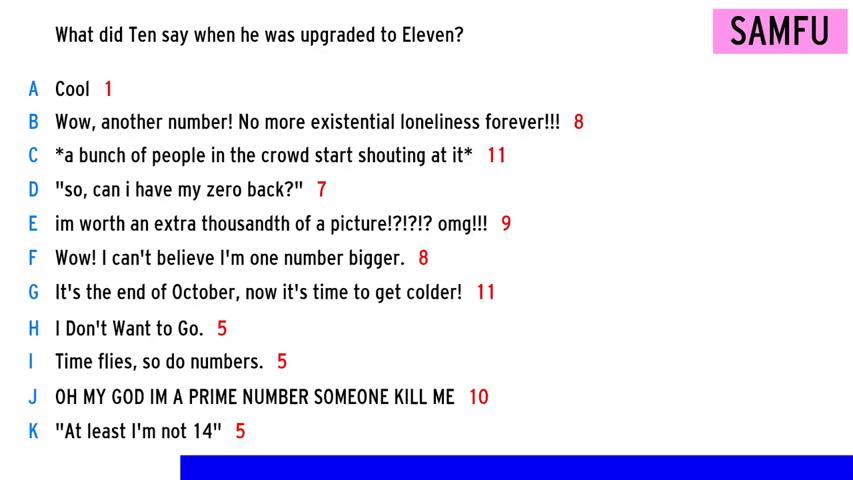 What did Ten say when he was upgraded to Eleven?
SAMFU
A Cool 1
B Wow, another number! No more existential loneliness forever!!! 8
C *a bunch of people in the crowd start shouting at it* 11
D "so, can i have my zero back?" 7
E im worth an extra thousandth of a picture!?!?!? omg!!! 9
F Wow! I can't believe I'm one number bigger. 8
G It's the end of October, now it's time to get colder! 11
H I Don't Want to Go. 5
I Time flies, so do numbers. 5
J OH MY GOD IM A PRIME NUMBER SOMEONE KILL ME 10
K "At least I'm not 14" 5